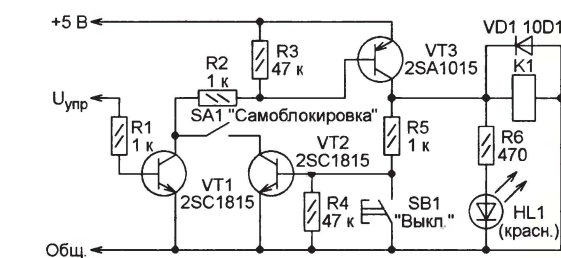 +5 В
R3
47 к
VT3
2SA1015
VD1 10D1
K1
R2
1 к
Uупр
SA1 "Самоблокировка"
R1
1 к
VT2
2SC1815
R5
1 к
R6
470
VT1
2SC1815
R4
47 к
SB1
"Выкл."
HL1
(красн.)
Общ.